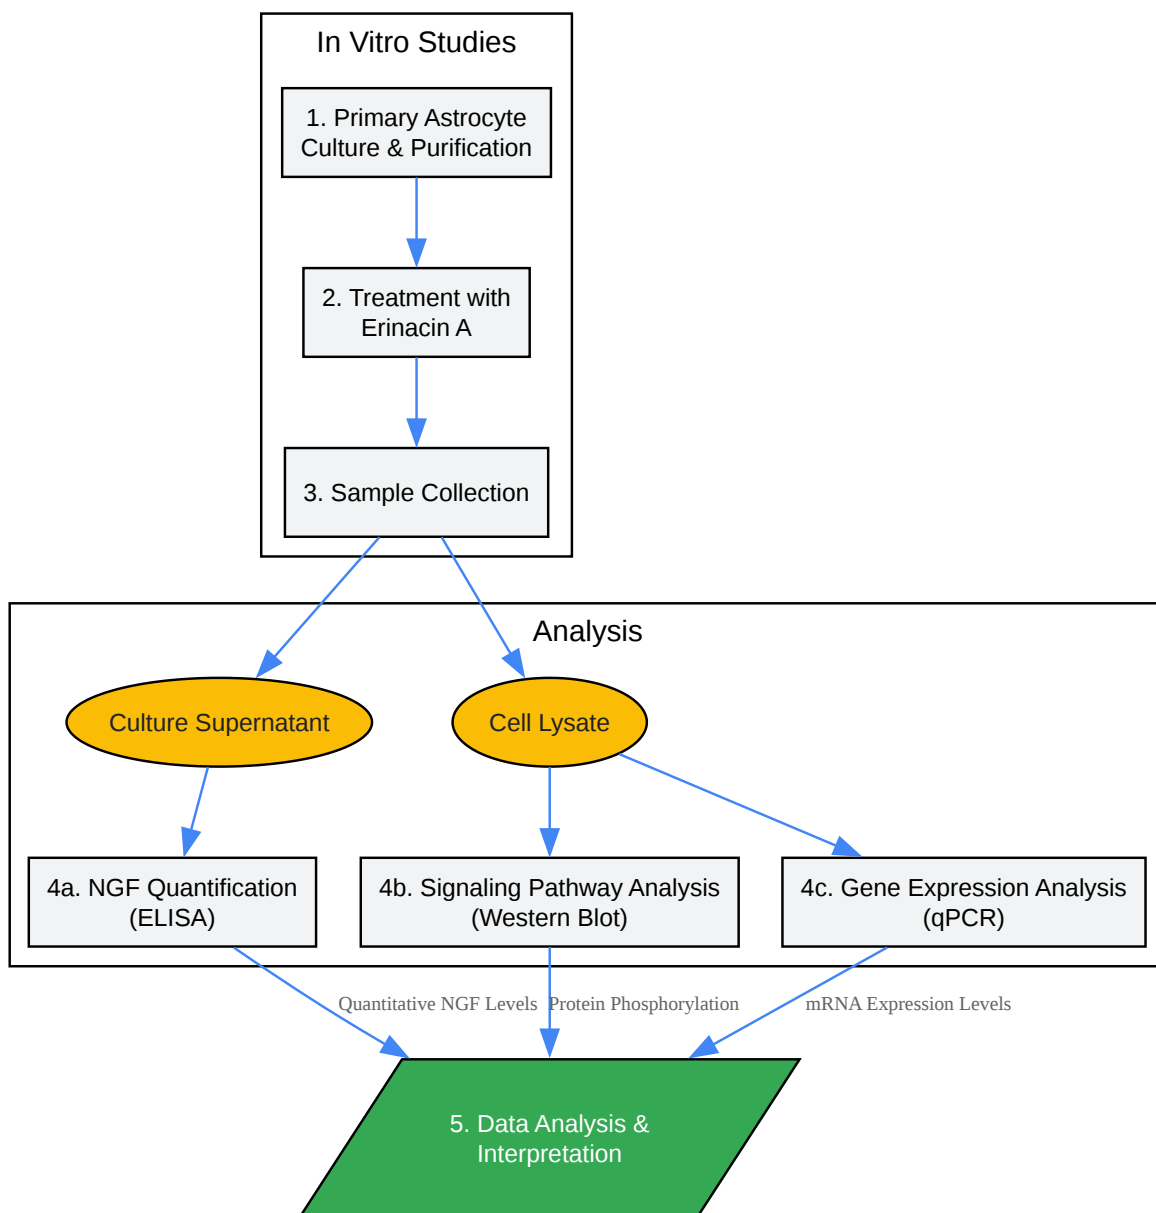 In Vitro Studies
1. Primary Astrocyte
Culture & Purification
2. Treatment with
Erinacin A
3. Sample Collection
Analysis
Culture Supernatant
Cell Lysate
4a. NGF Quantification
(ELISA)
4b. Signaling Pathway Analysis
(Western Blot)
4c. Gene Expression Analysis
(qPCR)
Quantitative NGF Levels
Protein Phosphorylation
mRNA Expression Levels
5. Data Analysis &
Interpretation